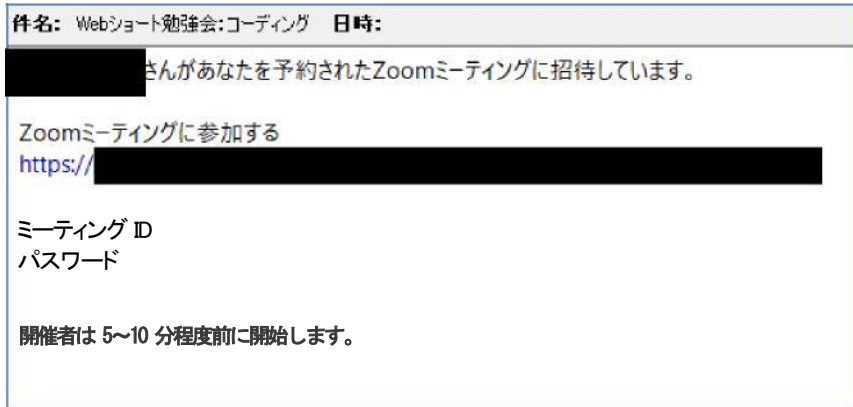 件名: Webショート勉強会:コーディング 日時:
さんがあなたを予約されたZoomミーティングに招待しています。
Zoomミーティングに参加する
https://
ミーティング ID
パスワード
開催者は 5～10 分程度前に開始します。